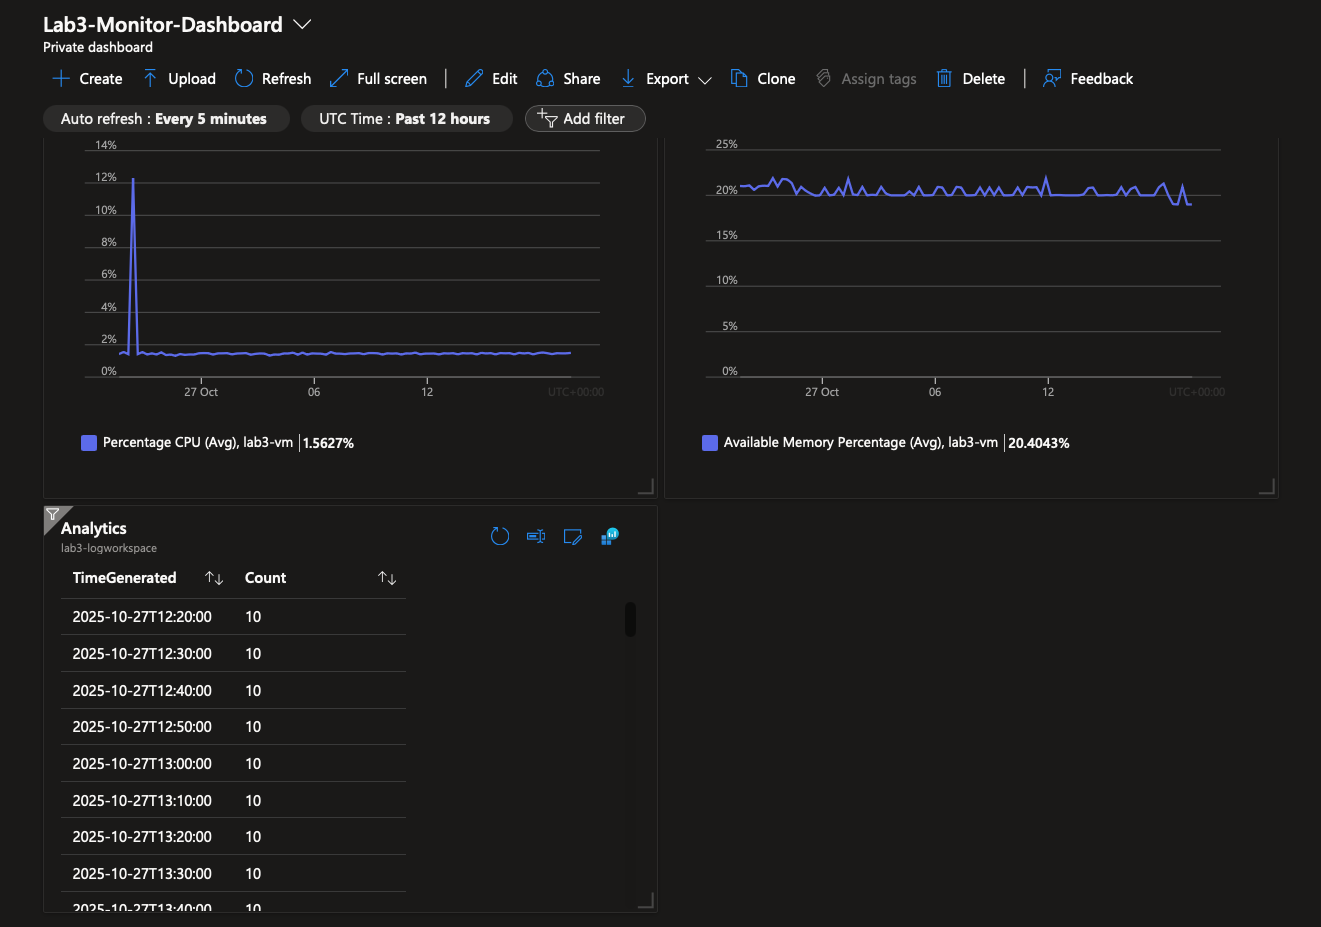 Lab3-Monitor-Dashboard
Private dashboard
Create Upload Refresh Full screen Edit Share Export Clone Assign tags Delete Feedback
Auto refresh : Every 5 minutes UTC Time : Past 12 hours Add filter
14%
12%
10%
8%
6%
4%
2%
0%
27 Oct 06 12 UTC+00:00
Percentage CPU (Avg), lab3-vm 1.5627%
25%
20%
15%
10%
5%
0%
27 Oct 06 12 UTC+00:00
Available Memory Percentage (Avg), lab3-vm 20.4043%
Analytics
lab3-logworkspace
TimeGenerated Count
2025-10-27T12:20:00 10
2025-10-27T12:30:00 10
2025-10-27T12:40:00 10
2025-10-27T12:50:00 10
2025-10-27T13:00:00 10
2025-10-27T13:10:00 10
2025-10-27T13:20:00 10
2025-10-27T13:30:00 10
2025-10-27T13:40:00 10